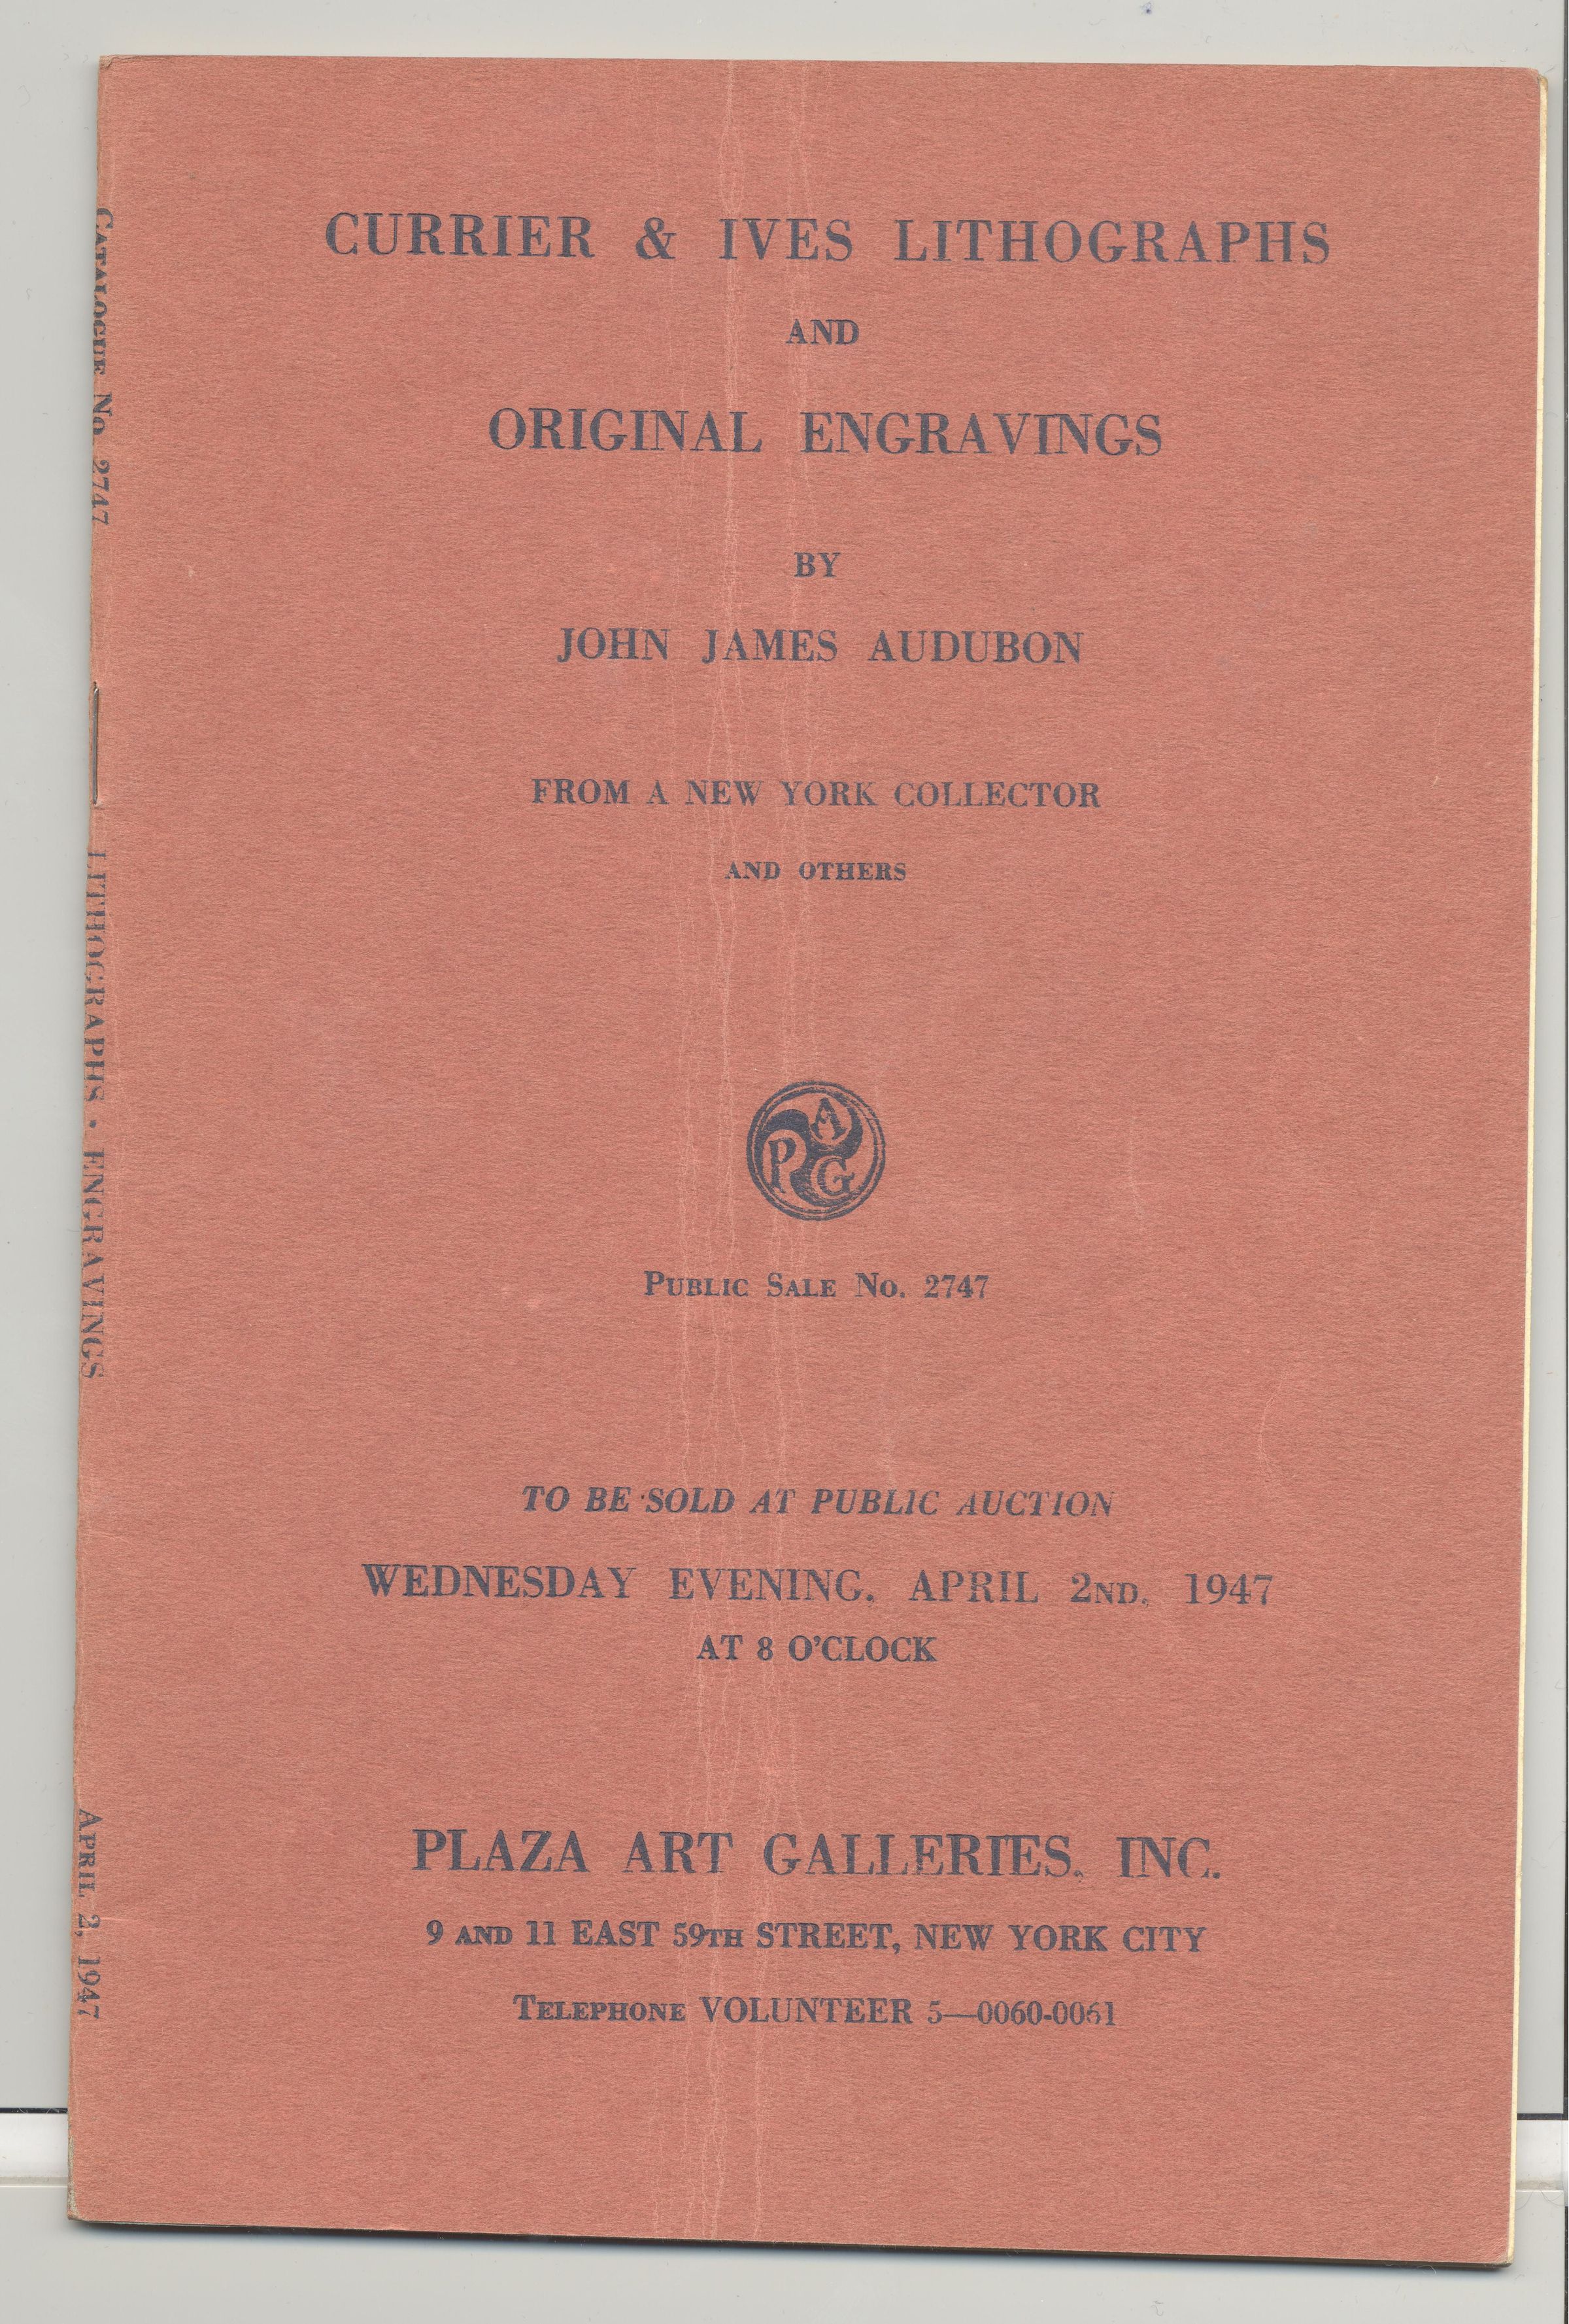 CURRIER & IVES LITHOGRAPHS
AND
ORIGINAL ENGRAVINGS
BY
JOHN JAMES AUDUBON
FROM A NEW YORK COLLECTOR
AND OTHERS
P A G
PUBLIC SALE NO. 2747
TO BE SOLD AT PUBLIC AUCTION
WEDNESDAY EVENING, APRIL 2ND, 1947
AT 8 O'CLOCK
PLAZA ART GALLERIES, INC.
9 AND 11 EAST 59TH STREET, NEW YORK CITY
TELEPHONE VOLUNTEER 5—0060-0061
CATALOGUE NO. 2747 LITHOGRAPHS · ENGRAVINGS APRIL 2, 1947